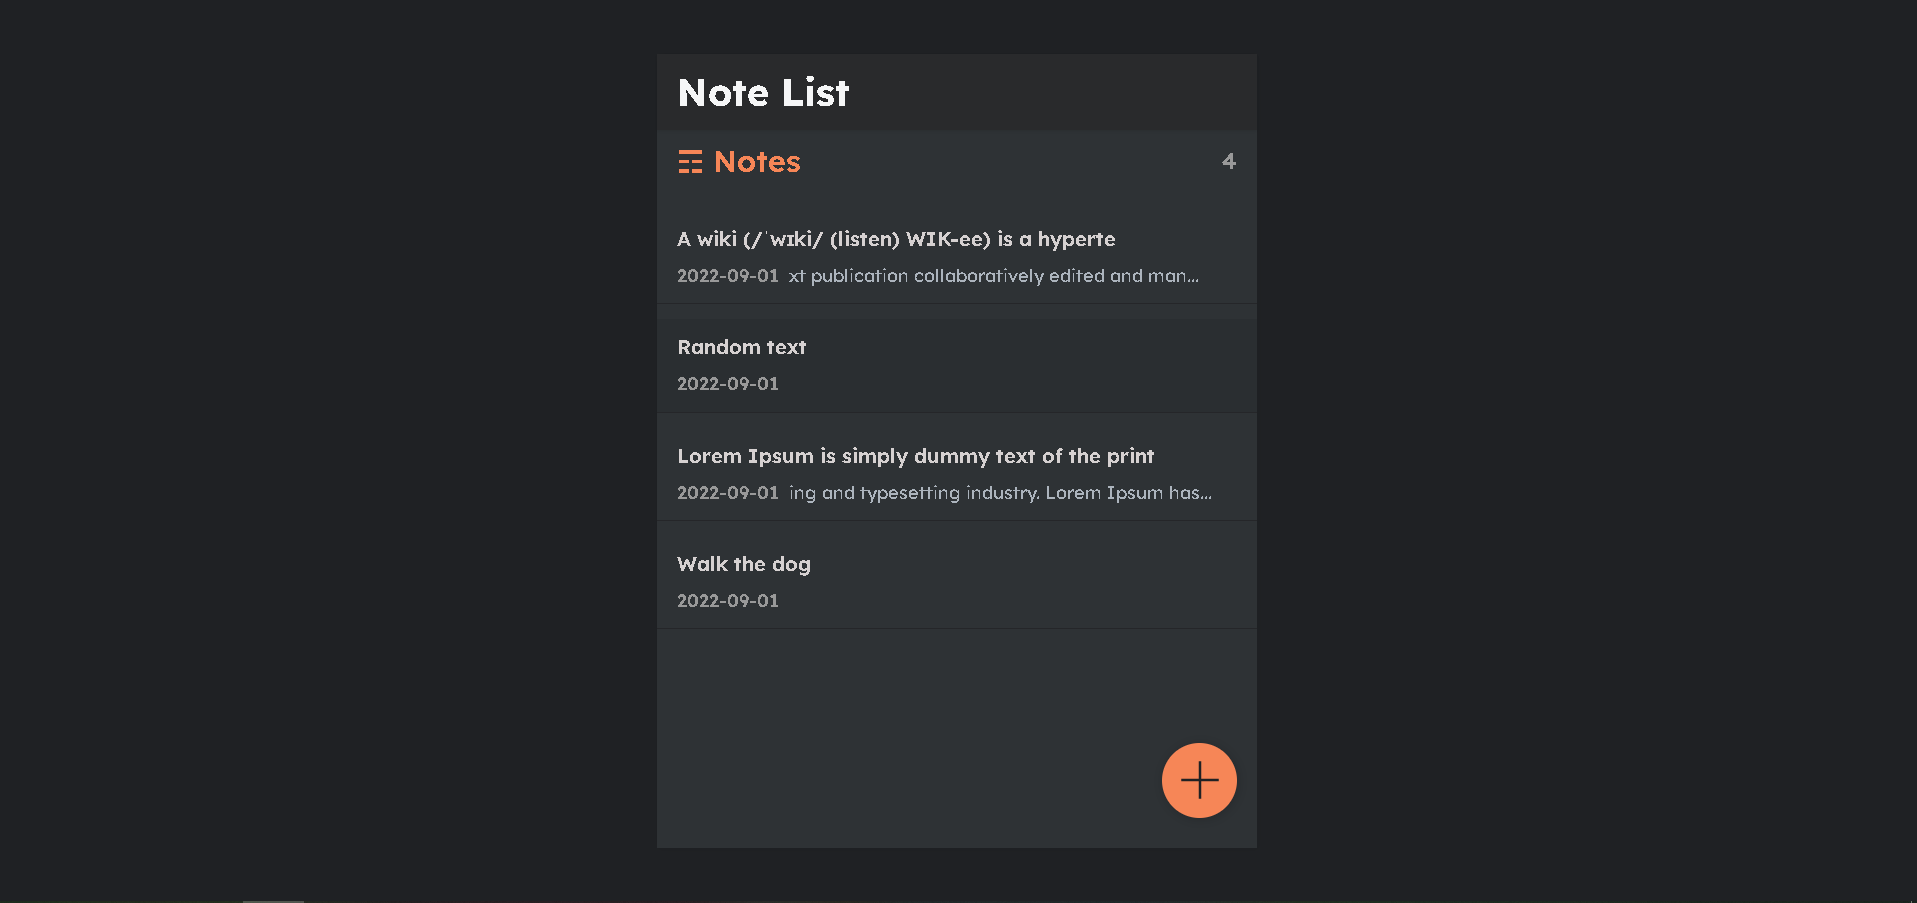 Note List
Notes 4
A wiki (/ˈwɪki/ (listen) WIK-ee) is a hyperte
2022-09-01 xt publication collaboratively edited and man...
Random text
2022-09-01
Lorem Ipsum is simply dummy text of the print
2022-09-01 ing and typesetting industry. Lorem Ipsum has...
Walk the dog
2022-09-01